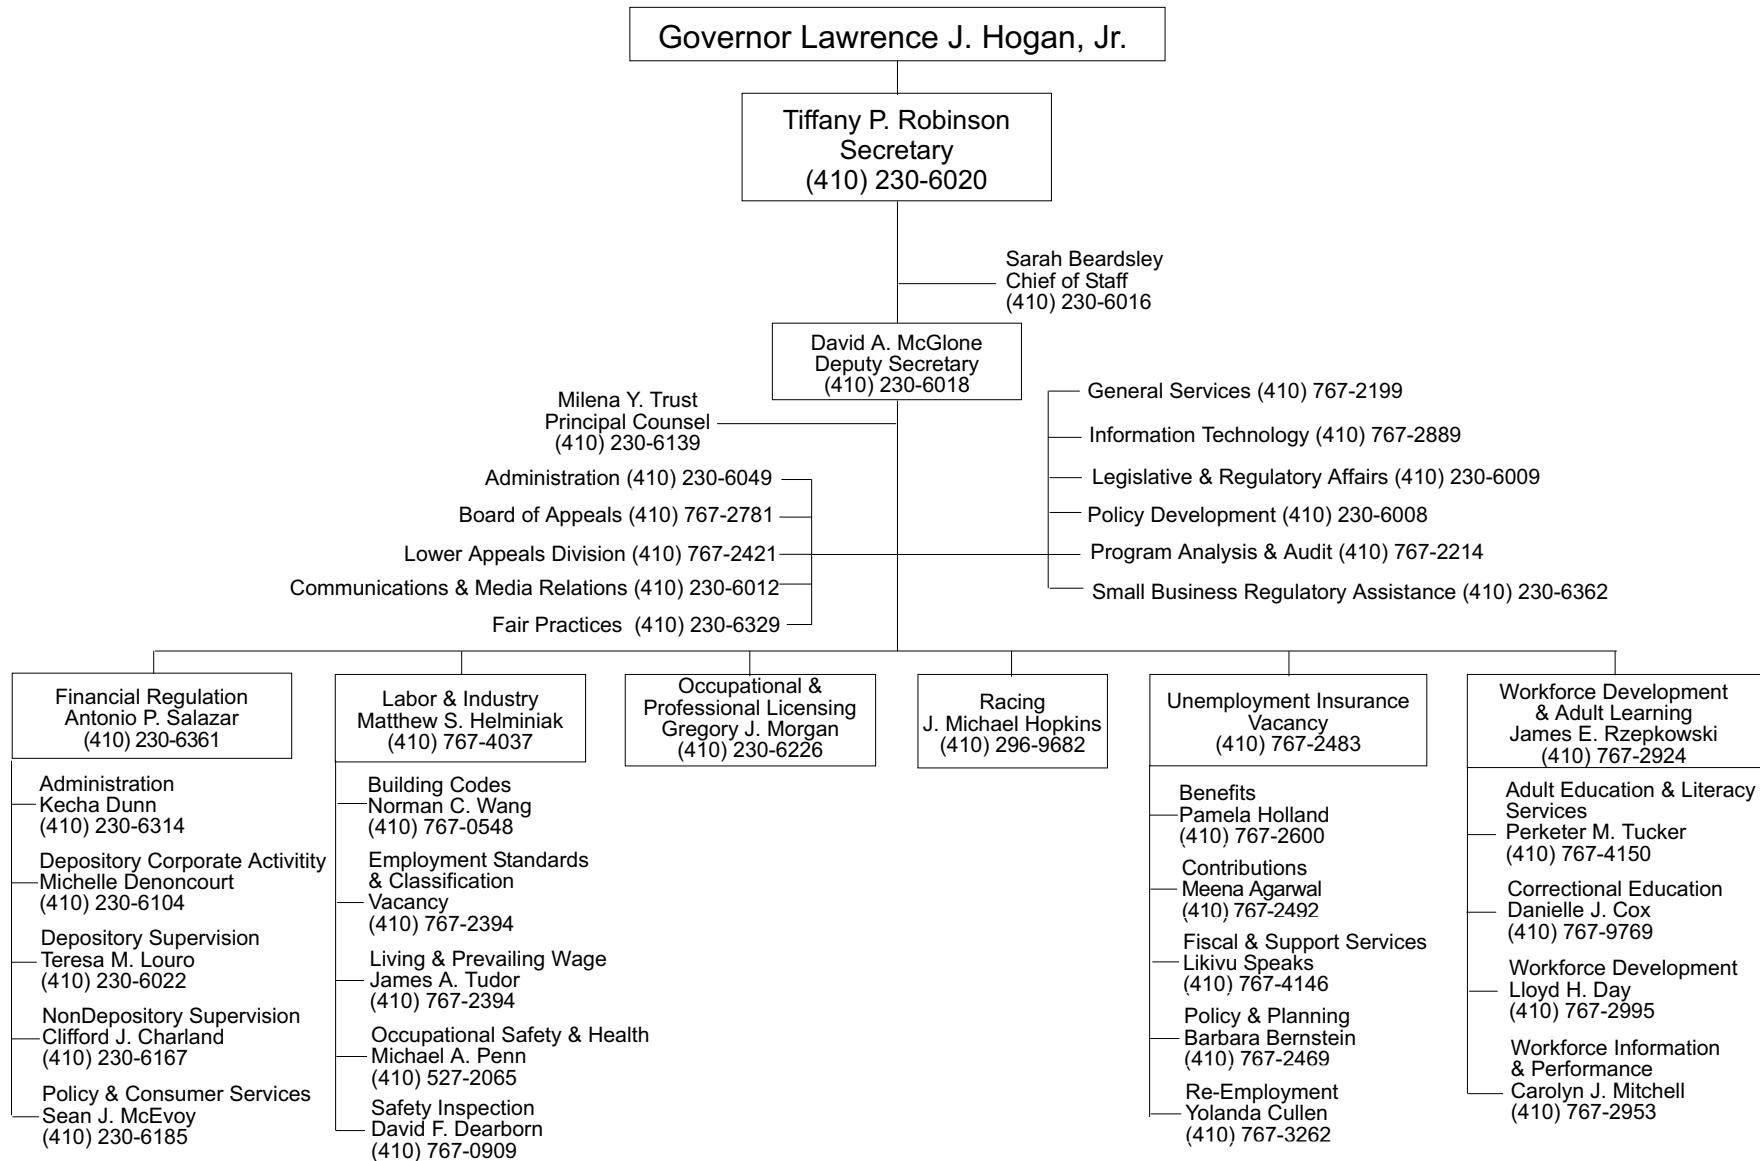 Governor Lawrence J. Hogan, Jr.
Tiffany P. Robinson
Secretary
(410) 230-6020
Sarah Beardsley
Chief of Staff
(410) 230-6016
David A. McGlone
Deputy Secretary
(410) 230-6018
Milena Y. Trust
Principal Counsel
(410) 230-6139
Administration (410) 230-6049
Board of Appeals (410) 767-2781
Lower Appeals Division (410) 767-2421
Communications & Media Relations (410) 230-6012
Fair Practices (410) 230-6329
General Services (410) 767-2199
Information Technology (410) 767-2889
Legislative & Regulatory Affairs (410) 230-6009
Policy Development (410) 230-6008
Program Analysis & Audit (410) 767-2214
Small Business Regulatory Assistance (410) 230-6362
Financial Regulation
Antonio P. Salazar
(410) 230-6361
Administration
Kecha Dunn
(410) 230-6314
Depository Corporate Activitity
Michelle Denoncourt
(410) 230-6104
Depository Supervision
Teresa M. Louro
(410) 230-6022
NonDepository Supervision
Clifford J. Charland
(410) 230-6167
Policy & Consumer Services
Sean J. McEvoy
(410) 230-6185
Labor & Industry
Matthew S. Helminiak
(410) 767-4037
Building Codes
Norman C. Wang
(410) 767-0548
Employment Standards
& Classification
Vacancy
(410) 767-2394
Living & Prevailing Wage
James A. Tudor
(410) 767-2394
Occupational Safety & Health
Michael A. Penn
(410) 527-2065
Safety Inspection
David F. Dearborn
(410) 767-0909
Occupational &
Professional Licensing
Gregory J. Morgan
(410) 230-6226
Racing
J. Michael Hopkins
(410) 296-9682
Unemployment Insurance
Vacancy
(410) 767-2483
Benefits
Pamela Holland
(410) 767-2600
Contributions
Meena Agarwal
(410) 767-2492
Fiscal & Support Services
Likivu Speaks
(410) 767-4146
Policy & Planning
Barbara Bernstein
(410) 767-2469
Re-Employment
Yolanda Cullen
(410) 767-3262
Workforce Development
& Adult Learning
James E. Rzepkowski
(410) 767-2924
Adult Education & Literacy
Services
Perketer M. Tucker
(410) 767-4150
Correctional Education
Danielle J. Cox
(410) 767-9769
Workforce Development
Lloyd H. Day
(410) 767-2995
Workforce Information
& Performance
Carolyn J. Mitchell
(410) 767-2953